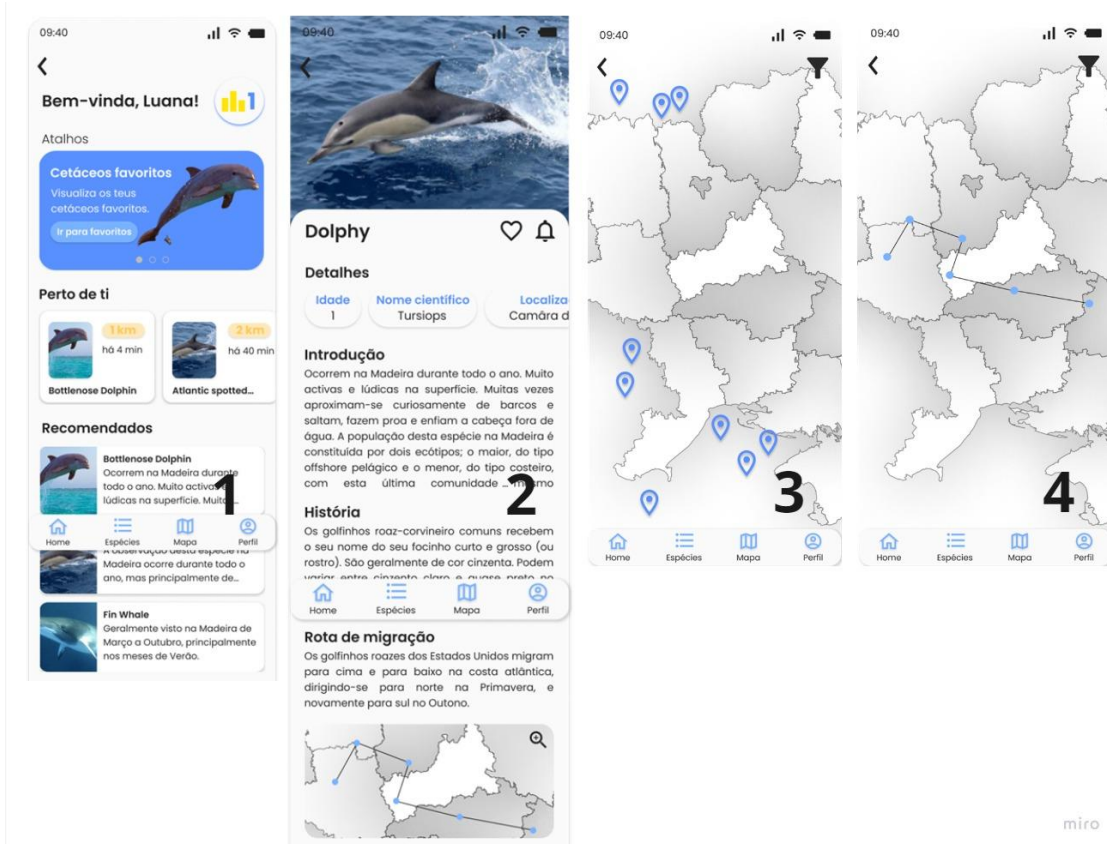 09:40
Bem-vinda, Luana!
1
Atalhos
Cetáceos favoritos
Visualiza os teus
cetáceos favoritos.
Ir para favoritos
Perto de ti
1 km
há 4 min
Bottlenose Dolphin
2 km
há 40 min
Atlantic spotted...
Recomendados
Bottlenose Dolphin
Ocorrem na Madeira durante
todo o ano. Muito activas e
lúdicas na superfície. Muitas...
1
Home Espécies Mapa Perfil
A observação desta espécie na
Madeira ocorre durante todo o
ano, mas principalmente de...
Fin Whale
Geralmente visto na Madeira de
Março a Outubro, principalmente
nos meses de Verão.
09:40
Dolphy
Detalhes
Idade
1
Nome científico
Tursiops
Localiza
Camâra d
Introdução
Ocorrem na Madeira durante todo o ano. Muito
activas e lúdicas na superfície. Muitas vezes
aproximam-se curiosamente de barcos e
saltam, fazem proa e enfiam a cabeça fora de
água. A população desta espécie na Madeira é
constituída por dois ecótipos; o maior, do tipo
offshore pelágico e o menor, do tipo costeiro,
com esta última comunidade ... mesmo
2
História
Os golfinhos roaz-corvineiro comuns recebem
o seu nome do seu focinho curto e grosso (ou
rostro). São geralmente de cor cinzenta. Podem
variar entre cinzento claro e quase preto no
Home Espécies Mapa Perfil
Rota de migração
Os golfinhos roazes dos Estados Unidos migram
para cima e para baixo na costa atlântica,
dirigindo-se para norte na Primavera, e
novamente para sul no Outono.
09:40
3
Home Espécies Mapa Perfil
09:40
4
Home Espécies Mapa Perfil
miro